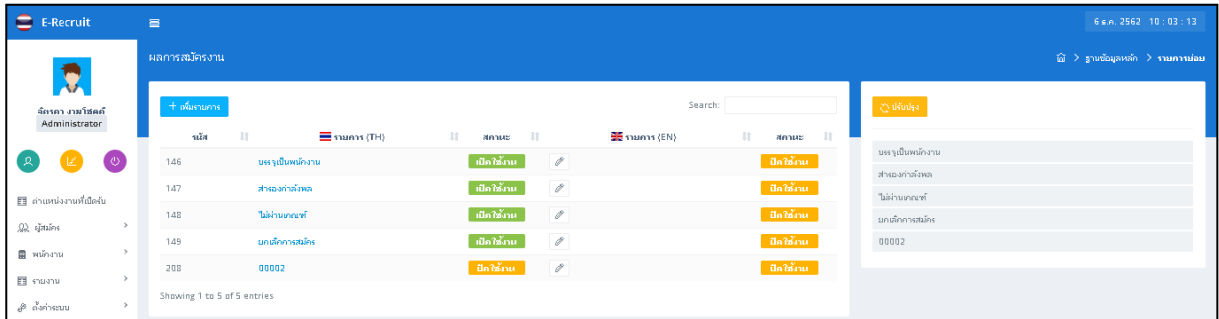 E-Recruit
6 ธ.ค. 2562 10 : 03 : 13
ผลการสมัครงาน
ฐานข้อมูลหลัก > รายการย่อย
Administrator
+ เพิ่มรายการ
Search:
ปรับปรุง
รหัส รายการ (TH) สถานะ รายการ (EN) สถานะ
146 บรรจุเป็นพนักงาน เปิดใช้งาน ปิดใช้งาน
147 สำรองกำลังพล เปิดใช้งาน ปิดใช้งาน
148 ไม่ผ่านเกณฑ์ เปิดใช้งาน ปิดใช้งาน
149 ยกเลิกการสมัคร เปิดใช้งาน ปิดใช้งาน
208 00002 ปิดใช้งาน ปิดใช้งาน
Showing 1 to 5 of 5 entries
บรรจุเป็นพนักงาน
สำรองกำลังพล
ไม่ผ่านเกณฑ์
ยกเลิกการสมัคร
00002
ตำแหน่งงานที่เปิดรับ
ผู้สมัคร
พนักงาน
รายงาน
ตั้งค่าระบบ